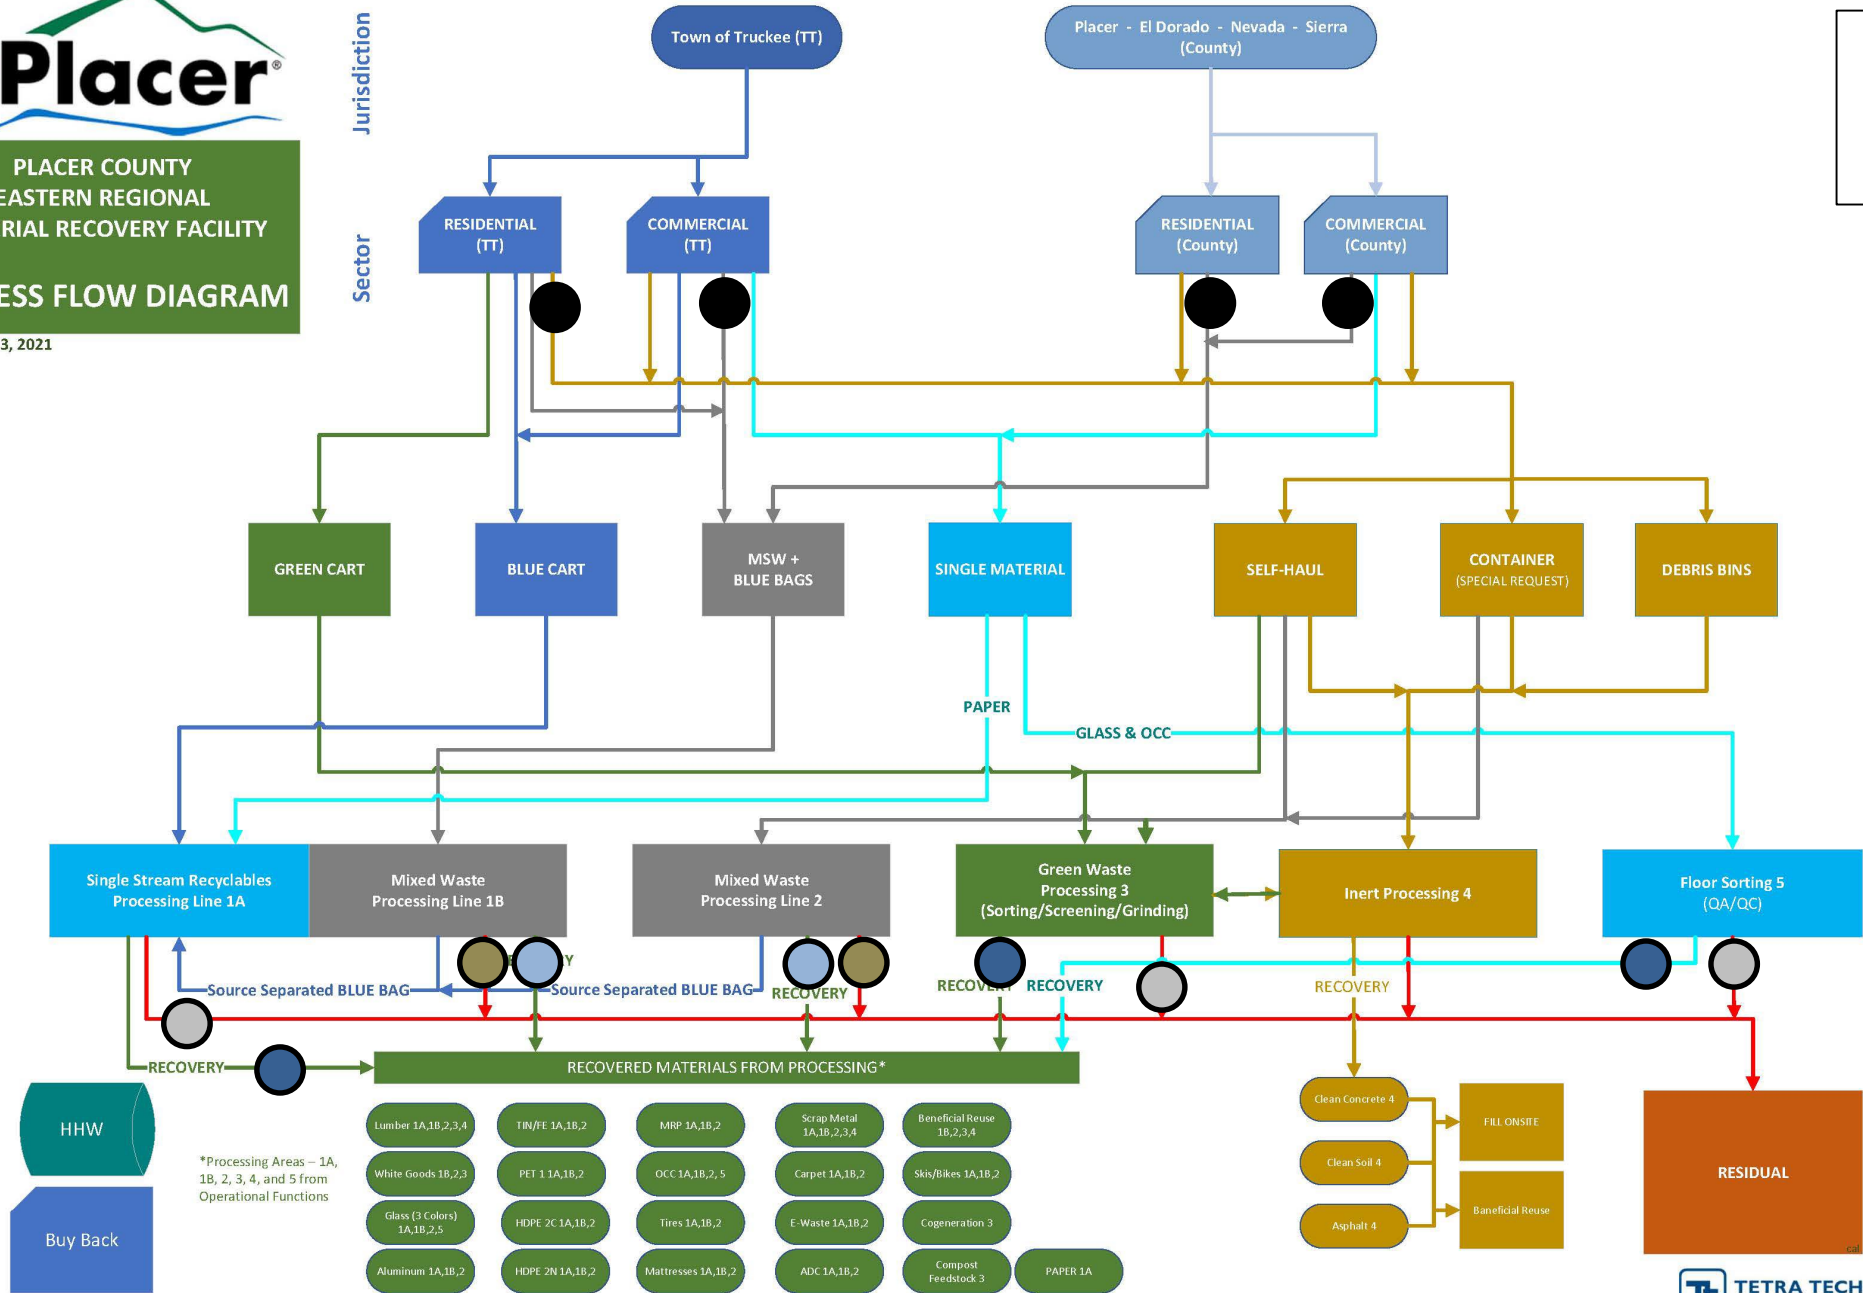 Placer®
PLACER COUNTY
EASTERN REGIONAL
RIAL RECOVERY FACILITY
ESS FLOW DIAGRAM
3, 2021
Jurisdiction
Sector
Town of Truckee (TT)
Placer - El Dorado - Nevada - Sierra
(County)
RESIDENTIAL
(TT)
COMMERCIAL
(TT)
RESIDENTIAL
(County)
COMMERCIAL
(County)
GREEN CART
BLUE CART
MSW +
BLUE BAGS
SINGLE MATERIAL
SELF-HAUL
CONTAINER
(SPECIAL REQUEST)
DEBRIS BINS
PAPER
GLASS & OCC
Single Stream Recyclables
Processing Line 1A
Mixed Waste
Processing Line 1B
Mixed Waste
Processing Line 2
Green Waste
Processing 3
(Sorting/Screening/Grinding)
Inert Processing 4
Floor Sorting 5
(QA/QC)
Source Separated BLUE BAG
Source Separated BLUE BAG
RECOVERY
RECOVERY
RECOVERY
RECOVERY
RECOVERY
RECOVERED MATERIALS FROM PROCESSING*
HHW
Buy Back
*Processing Areas – 1A,
1B, 2, 3, 4, and 5 from
Operational Functions
Lumber 1A,1B,2,3,4
TIN/FE 1A,1B,2
MRP 1A,1B,2
Scrap Metal
1A,1B,2,3,4
Beneficial Reuse
1B,2,3,4
White Goods 1B,2,3
PET 1 1A,1B,2
OCC 1A,1B,2, 5
Carpet 1A,1B,2
Skis/Bikes 1A,1B,2
Glass (3 Colors)
1A,1B,2,5
HDPE 2C 1A,1B,2
Tires 1A,1B,2
E-Waste 1A,1B,2
Cogeneration 3
Aluminum 1A,1B,2
HDPE 2N 1A,1B,2
Mattresses 1A,1B,2
ADC 1A,1B,2
Compost
Feedstock 3
PAPER 1A
Clean Concrete 4
Clean Soil 4
Asphalt 4
FILL ONSITE
Baneficial Reuse
RESIDUAL
cal
TETRA TECH